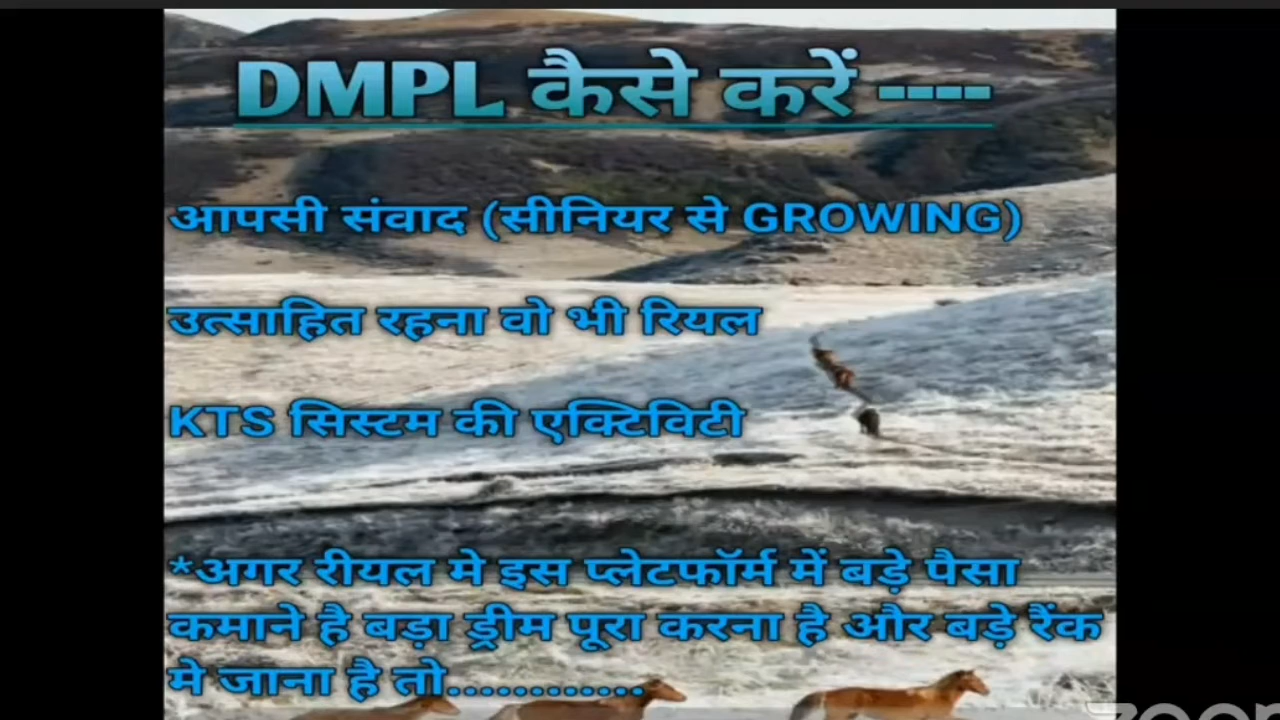 DMPL कैसे करें ----
आपसी संवाद (सीनियर से GROWING)
उत्साहित रहना वो भी रियल
KTS सिस्टम की एक्टिविटी
*अगर रीयल मे इस प्लेटफॉर्म में बड़े पैसा
कमाने है बड़ा ड्रीम पूरा करना है और बड़े रैंक
मे जाना है तो............
zoom